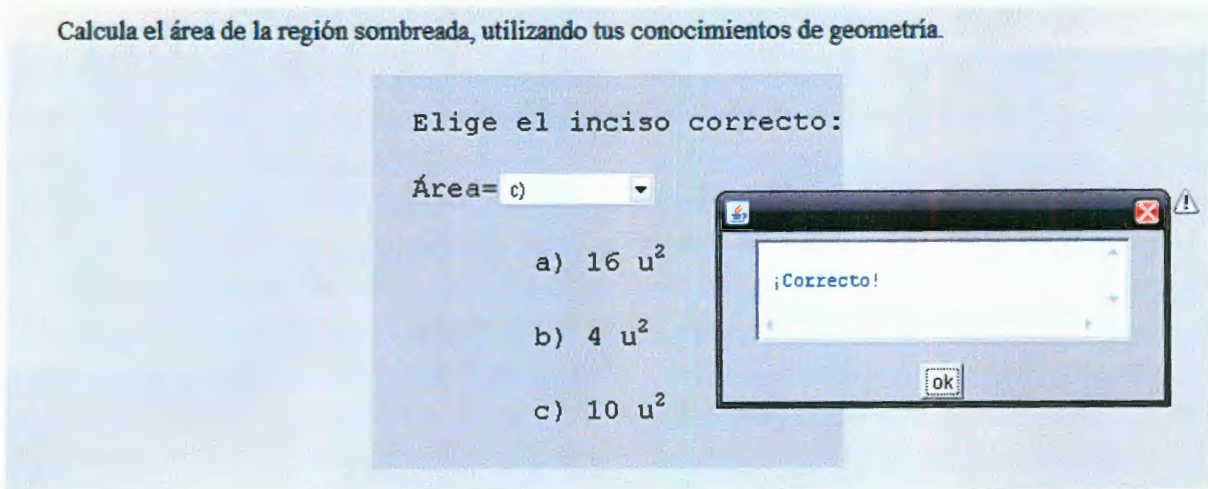 Calcula el área de la región sombreada, utilizando tus conocimientos de geometría.
Elige el inciso correcto:
Área= c)
a) 16 u²
b) 4 u²
c) 10 u²
¡Correcto!
ok